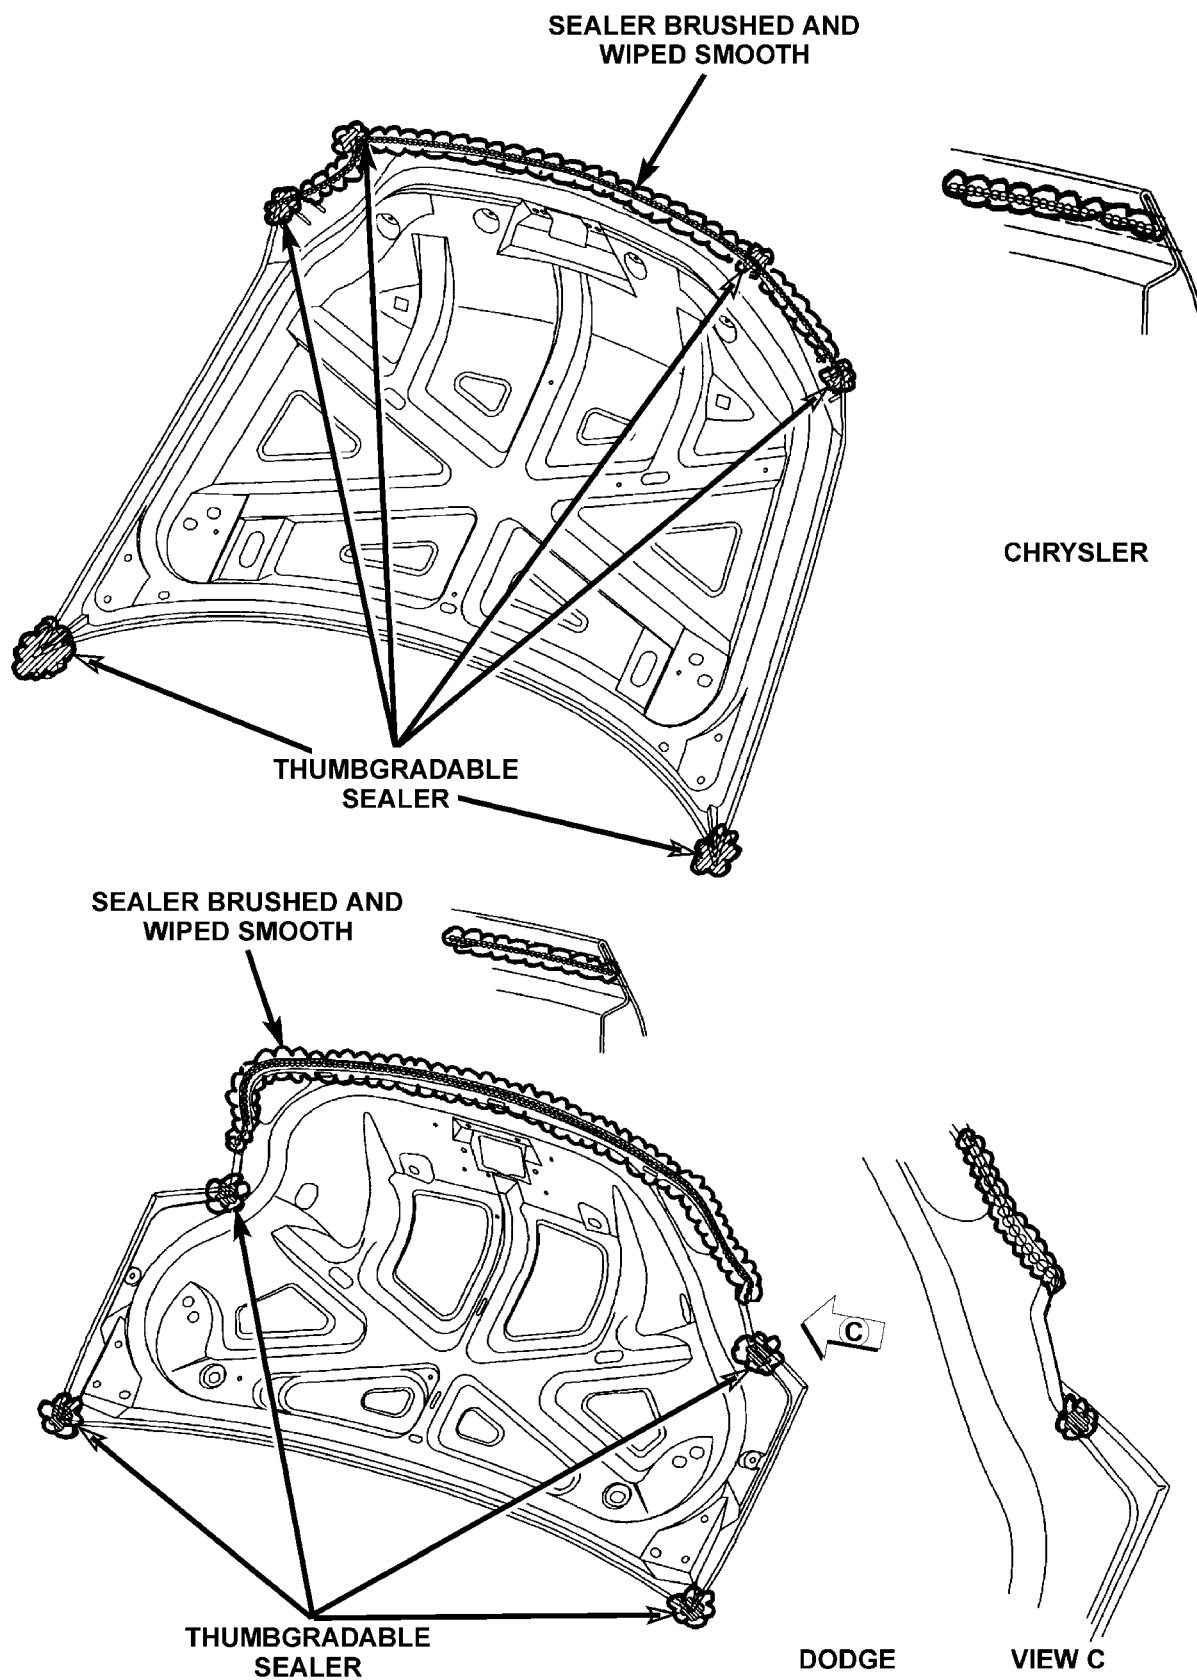 SEALER BRUSHED AND
WIPED SMOOTH
CHRYSLER
THUMBGRADABLE
SEALER
SEALER BRUSHED AND
WIPED SMOOTH
C
THUMBGRADABLE
SEALER
DODGE
VIEW C